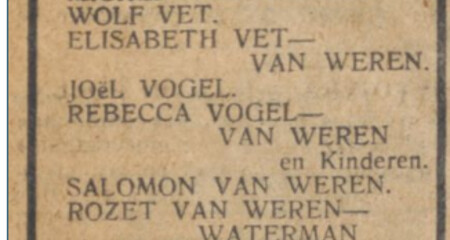 WOLF VET.
ELISABETH VET—
VAN WEREN.
JOëL VOGEL.
REBECCA VOGEL—
VAN WEREN
en Kinderen.
SALOMON VAN WEREN.
ROZET VAN WEREN—
WATERMAN